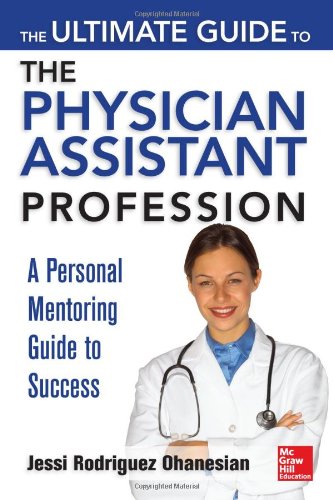 THE ULTIMATE GUIDE TO
THE
PHYSICIAN
ASSISTANT
PROFESSION
A Personal
Mentoring
Guide to
Success
Jessi Rodriguez Ohanesian
Mc
Graw
Hill
Education